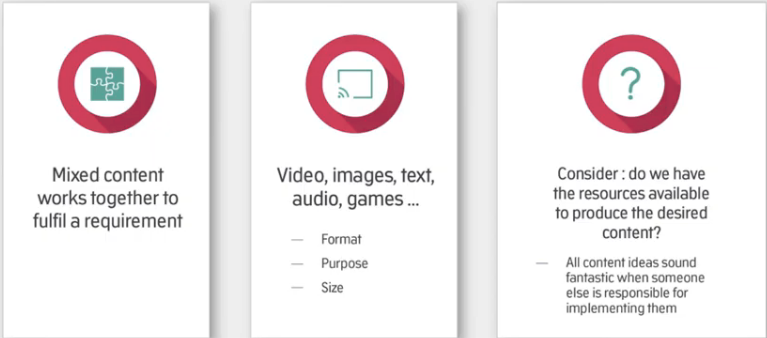 Mixed content
works together to
fulfil a requirement
Video, images, text,
audio, games ...
— Format
— Purpose
— Size
Consider : do we have
the resources available
to produce the desired
content?
— All content ideas sound
fantastic when someone
else is responsible for
implementing them